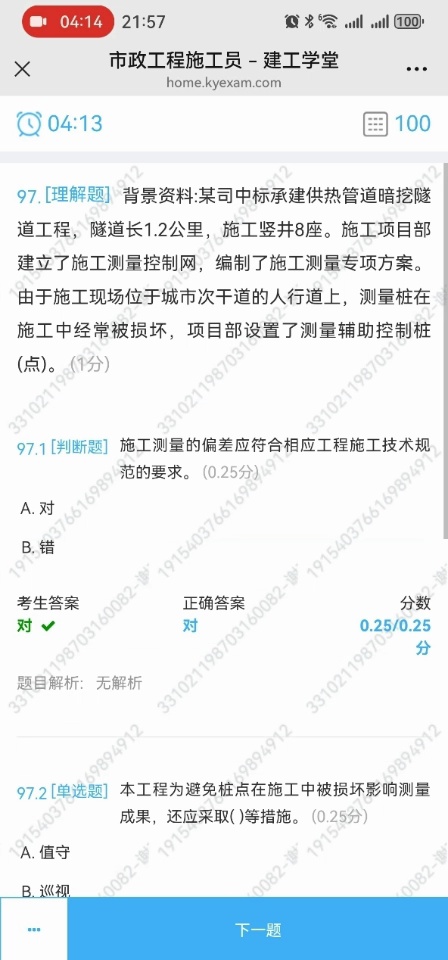 04:14 21:57 6 100
市政工程施工员 – 建工学堂
home.kyexam.com
04:13 100
97. [理解题] 背景资料:某司中标承建供热管道暗挖隧
道工程，隧道长1.2公里，施工竖井8座。施工项目部
建立了施工测量控制网，编制了施工测量专项方案。
由于施工现场位于城市次干道的人行道上，测量桩在
施工中经常被损坏，项目部设置了测量辅助控制桩
(点)。 (1分)
97.1 [判断题] 施工测量的偏差应符合相应工程施工技术规
范的要求。 (0.25分)
A. 对
B. 错
考生答案 正确答案 分数
对 对 0.25/0.25
分
题目解析: 无解析
97.2 [单选题] 本工程为避免桩点在施工中被损坏影响测量
成果，还应采取( )等措施。 (0.25分)
A. 值守
B. 巡视
下一题